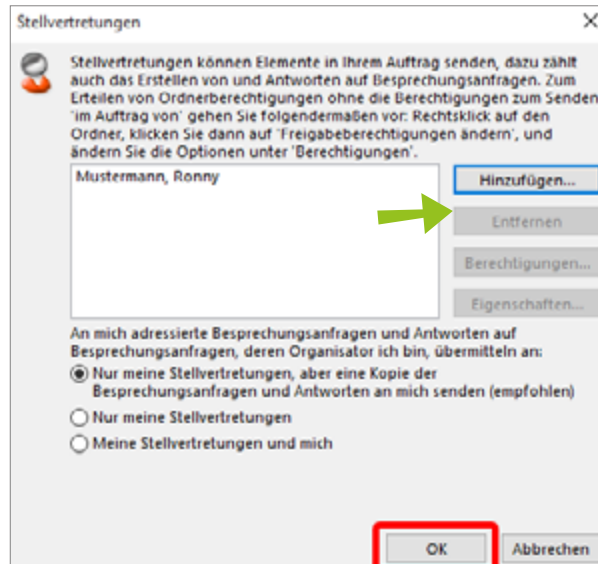 Stellvertretungen
Stellvertretungen können Elemente in Ihrem Auftrag senden, dazu zählt
auch das Erstellen von und Antworten auf Besprechungsanfragen. Zum
Erteilen von Ordnerberechtigungen ohne die Berechtigungen zum Senden
'im Auftrag von' gehen Sie folgendermaßen vor: Rechtsklick auf den
Ordner, klicken Sie dann auf 'Freigabeberechtigungen ändern', und
ändern Sie die Optionen unter 'Berechtigungen'.
Mustermann, Ronny
Hinzufügen...
Entfernen
Berechtigungen...
Eigenschaften...
An mich adressierte Besprechungsanfragen und Antworten auf
Besprechungsanfragen, deren Organisator ich bin, übermitteln an:
Nur meine Stellvertretungen, aber eine Kopie der
Besprechungsanfragen und Antworten an mich senden (empfohlen)
Nur meine Stellvertretungen
Meine Stellvertretungen und mich
OK
Abbrechen